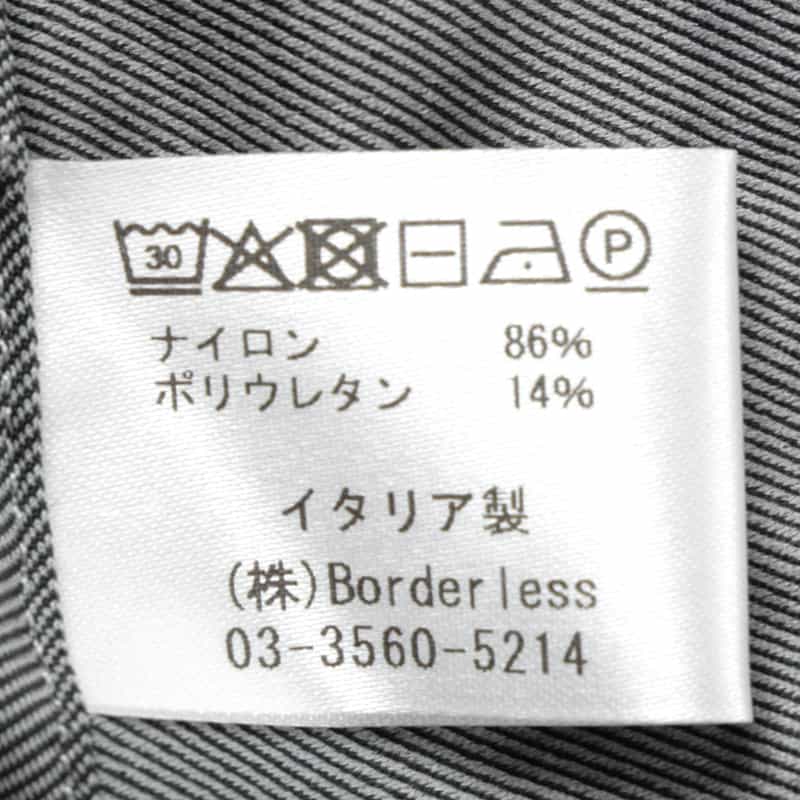 30 P
ナイロン 86%
ポリウレタン 14%
イタリア製
(株)Borderless
03-3560-5214